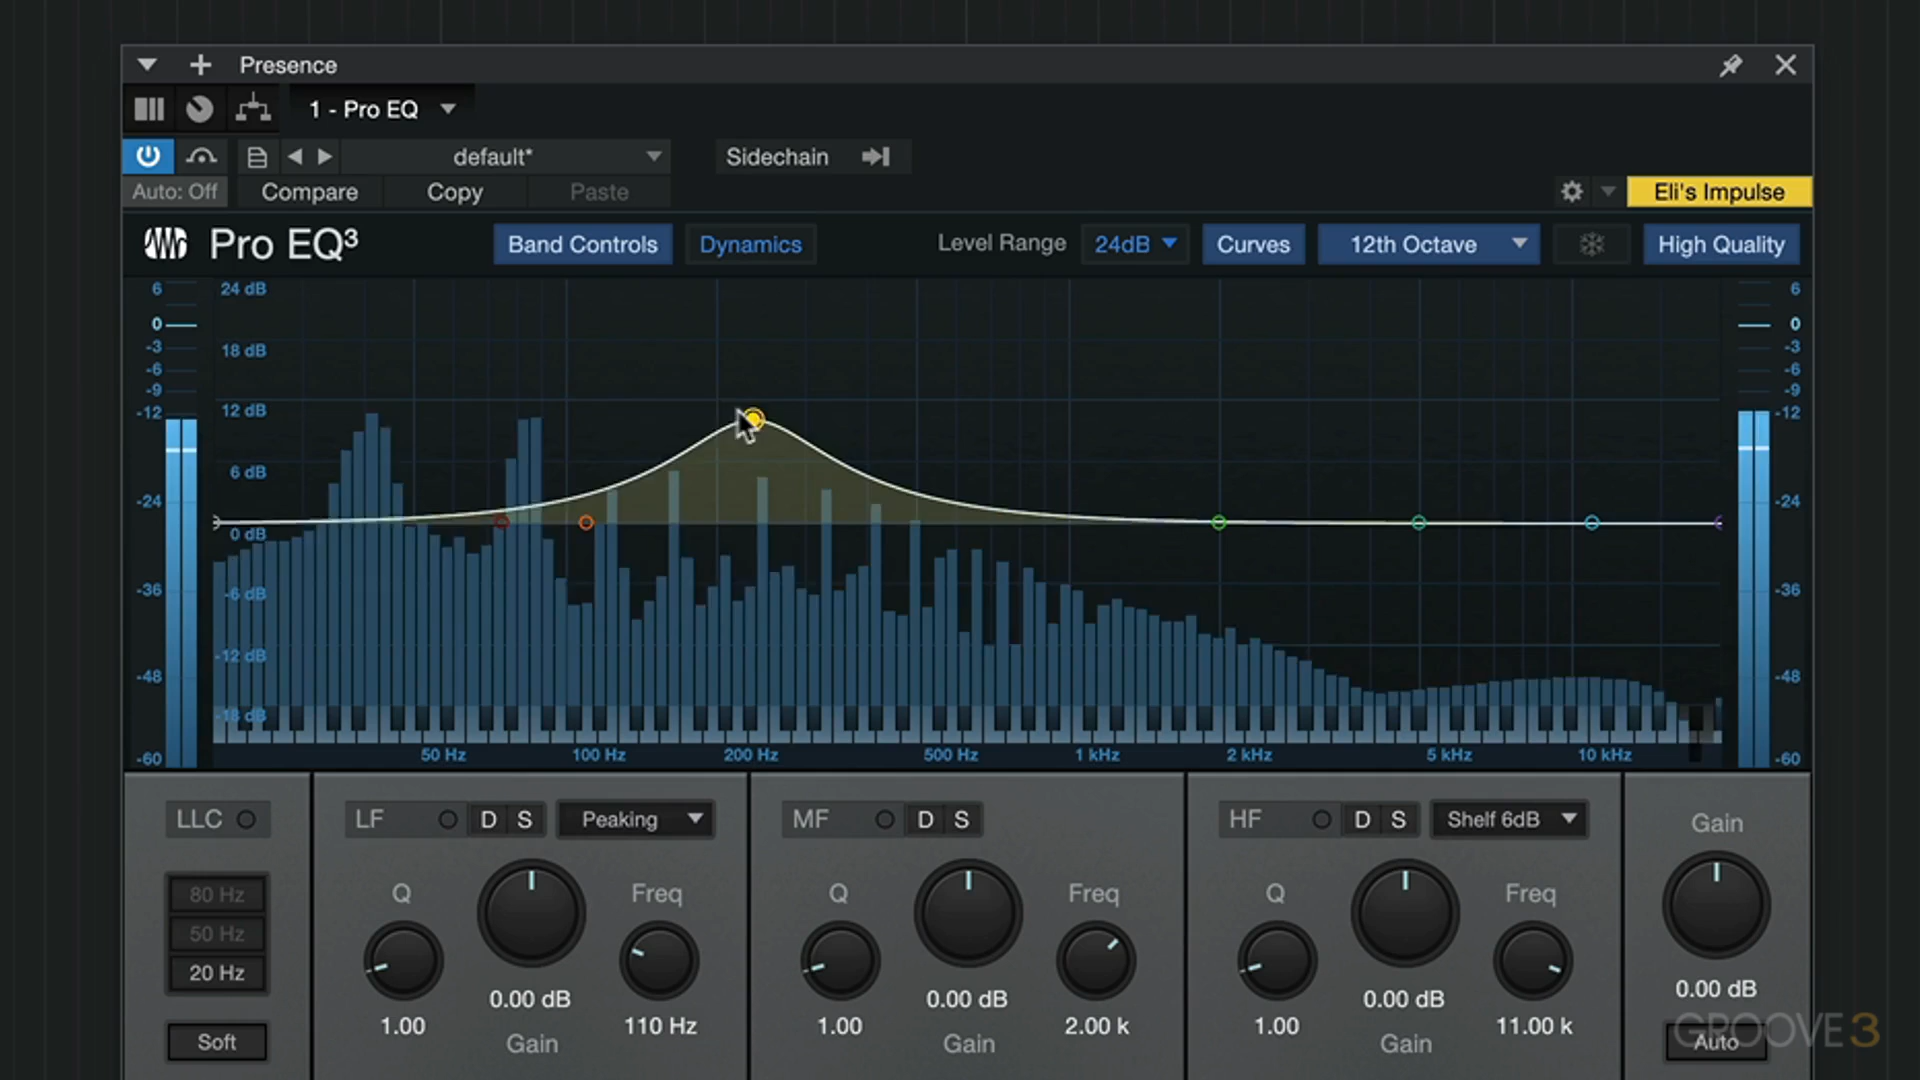 Presence
1 - Pro EQ
default*
Sidechain
Auto: Off
Compare
Copy
Paste
Eli's Impulse
Pro EQ³
Band Controls
Dynamics
Level Range
24dB
Curves
12th Octave
High Quality
6
0
-3
-6
-9
-12
-24
-36
-48
-60
24 dB
18 dB
12 dB
6 dB
0 dB
-6 dB
-12 dB
-18 dB
6
0
-3
-6
-9
-12
-24
-36
-48
-60
50 Hz
100 Hz
200 Hz
500 Hz
1 kHz
2 kHz
5 kHz
10 kHz
LLC
80 Hz
50 Hz
20 Hz
Soft
LF
D
S
Peaking
Q
Freq
1.00
0.00 dB
110 Hz
Gain
MF
D
S
Q
Freq
1.00
0.00 dB
2.00 k
Gain
HF
D
S
Shelf 6dB
Q
Freq
1.00
0.00 dB
11.00 k
Gain
Gain
0.00 dB
Auto
GROOVE 3